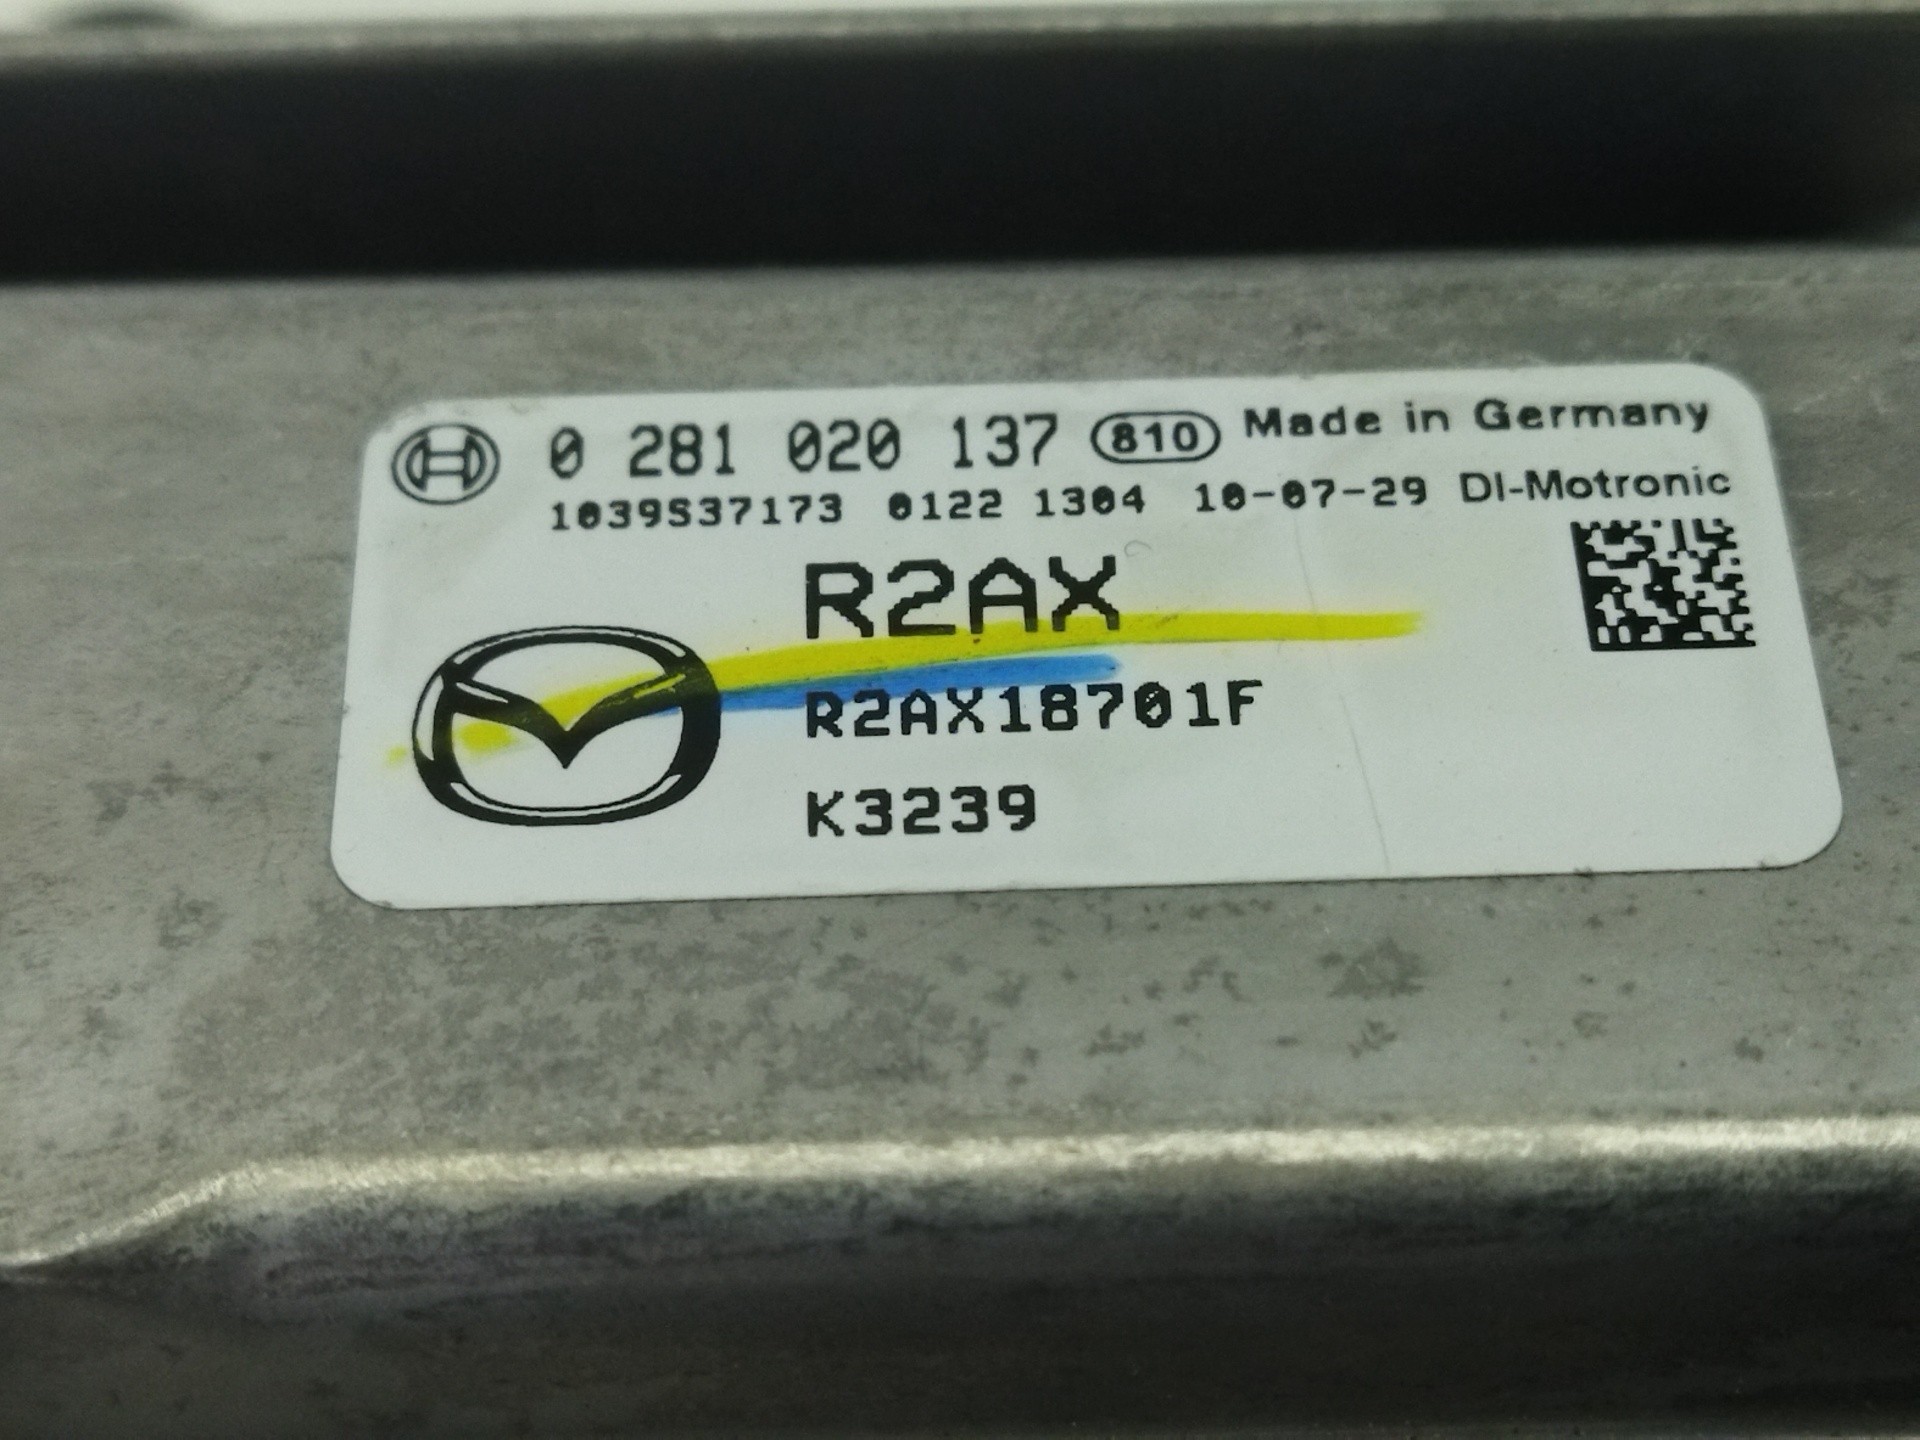 0 281 020 137 810 Made in Germany
1039S37173 0122 1304 10-07-29 DI-Motronic
R2AX
R2AX18701F
K3239